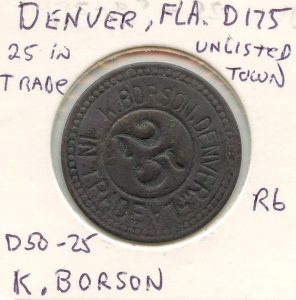 DENVER, FLA. D175
25 IN UNLISTED
TRADE TOWN
K. BORSON, DENVER,
25
IN TRADE
R6
D50-25
K. BORSON